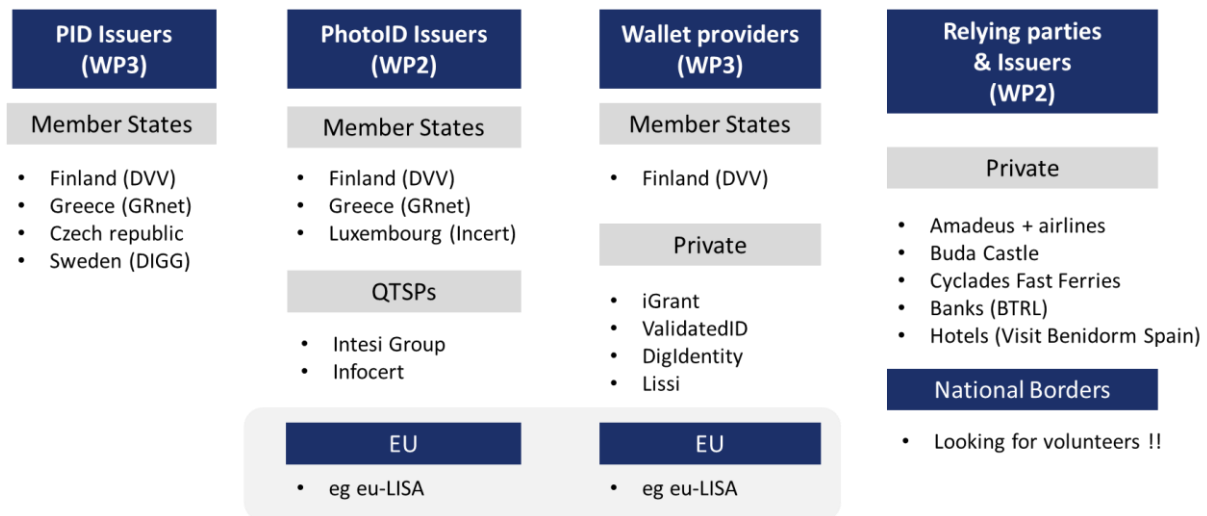 PID Issuers
(WP3)
Member States
• Finland (DVV)
• Greece (GRnet)
• Czech republic
• Sweden (DIGG)
PhotoID Issuers
(WP2)
Member States
• Finland (DVV)
• Greece (GRnet)
• Luxembourg (Incert)
QTSPs
• Intesi Group
• Infocert
EU
• eg eu-LISA
Wallet providers
(WP3)
Member States
• Finland (DVV)
Private
• iGrant
• ValidatedID
• DigIdentity
• Lissi
EU
• eg eu-LISA
Relying parties
& Issuers
(WP2)
Private
• Amadeus + airlines
• Buda Castle
• Cyclades Fast Ferries
• Banks (BTRL)
• Hotels (Visit Benidorm Spain)
National Borders
• Looking for volunteers !!